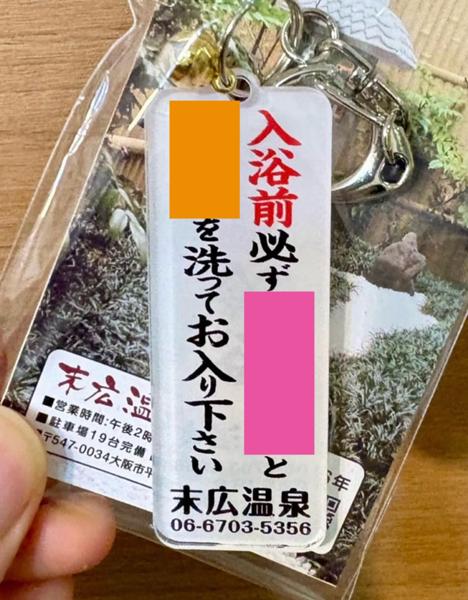 入浴前必ず
と
を洗ってお入り下さい
末広温泉
06-6703-5356
末広温
■営業時間:午後2時
■駐車場19台完備
〒547-0034大阪市平
年